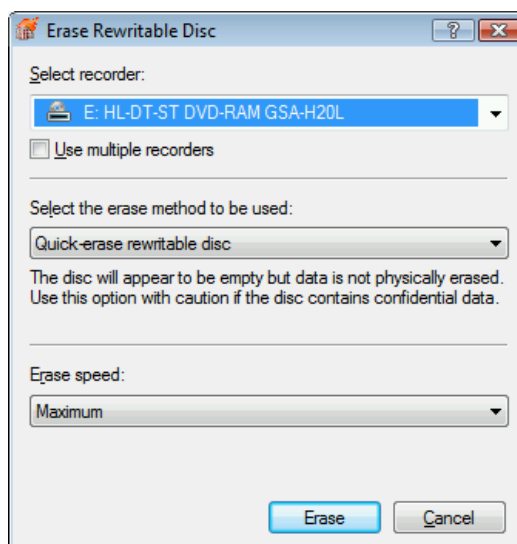 Erase Rewritable Disc
Select recorder:
E: HL-DT-ST DVD-RAM GSA-H20L
Use multiple recorders
Select the erase method to be used:
Quick-erase rewritable disc
The disc will appear to be empty but data is not physically erased.
Use this option with caution if the disc contains confidential data.
Erase speed:
Maximum
Erase
Cancel